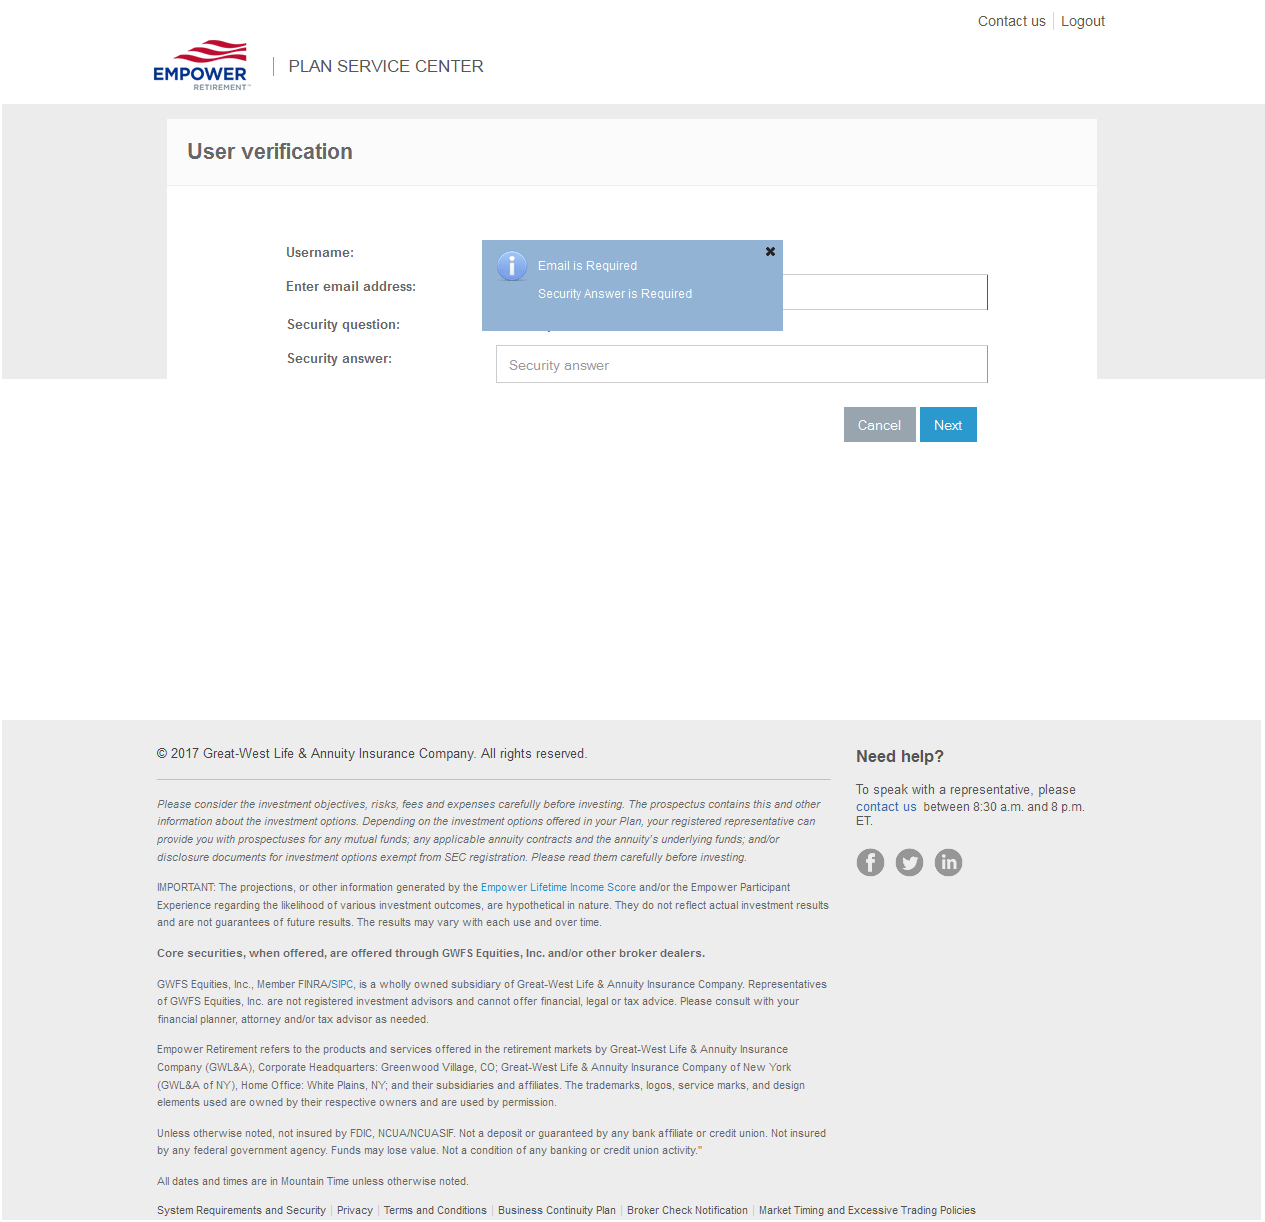 Contact us
Logout
EMPOWER
RETIREMENT™
PLAN SERVICE CENTER
User verification
Username:
Email is Required
Enter email address:
Security Answer is Required
Security question:
Security answer:
Security answer
Cancel
Next
© 2017 Great-West Life & Annuity Insurance Company. All rights reserved.
Please consider the investment objectives, risks, fees and expenses carefully before investing. The prospectus contains this and other
information about the investment options. Depending on the investment options offered in your Plan, your registered representative can
provide you with prospectuses for any mutual funds; any applicable annuity contracts and the annuity's underlying funds; and/or
disclosure documents for investment options exempt from SEC registration. Please read them carefully before investing.
IMPORTANT: The projections, or other information generated by the Empower Lifetime Income Score and/or the Empower Participant
Experience regarding the likelihood of various investment outcomes, are hypothetical in nature. They do not reflect actual investment results
and are not guarantees of future results. The results may vary with each use and over time.
Core securities, when offered, are offered through GWFS Equities, Inc. and/or other broker dealers.
GWFS Equities, Inc., Member FINRA/SIPC, is a wholly owned subsidiary of Great-West Life & Annuity Insurance Company. Representatives
of GWFS Equities, Inc. are not registered investment advisors and cannot offer financial, legal or tax advice. Please consult with your
financial planner, attorney and/or tax advisor as needed.
Empower Retirement refers to the products and services offered in the retirement markets by Great-West Life & Annuity Insurance
Company (GWL&A), Corporate Headquarters: Greenwood Village, CO; Great-West Life & Annuity Insurance Company of New York
(GWL&A of NY), Home Office: White Plains, NY; and their subsidiaries and affiliates. The trademarks, logos, service marks, and design
elements used are owned by their respective owners and are used by permission.
Unless otherwise noted, not insured by FDIC, NCUA/NCUASIF. Not a deposit or guaranteed by any bank affiliate or credit union. Not insured
by any federal government agency. Funds may lose value. Not a condition of any banking or credit union activity."
All dates and times are in Mountain Time unless otherwise noted.
System Requirements and Security | Privacy | Terms and Conditions | Business Continuity Plan | Broker Check Notification | Market Timing and Excessive Trading Policies
Need help?
To speak with a representative, please
contact us between 8:30 a.m. and 8 p.m.
ET.